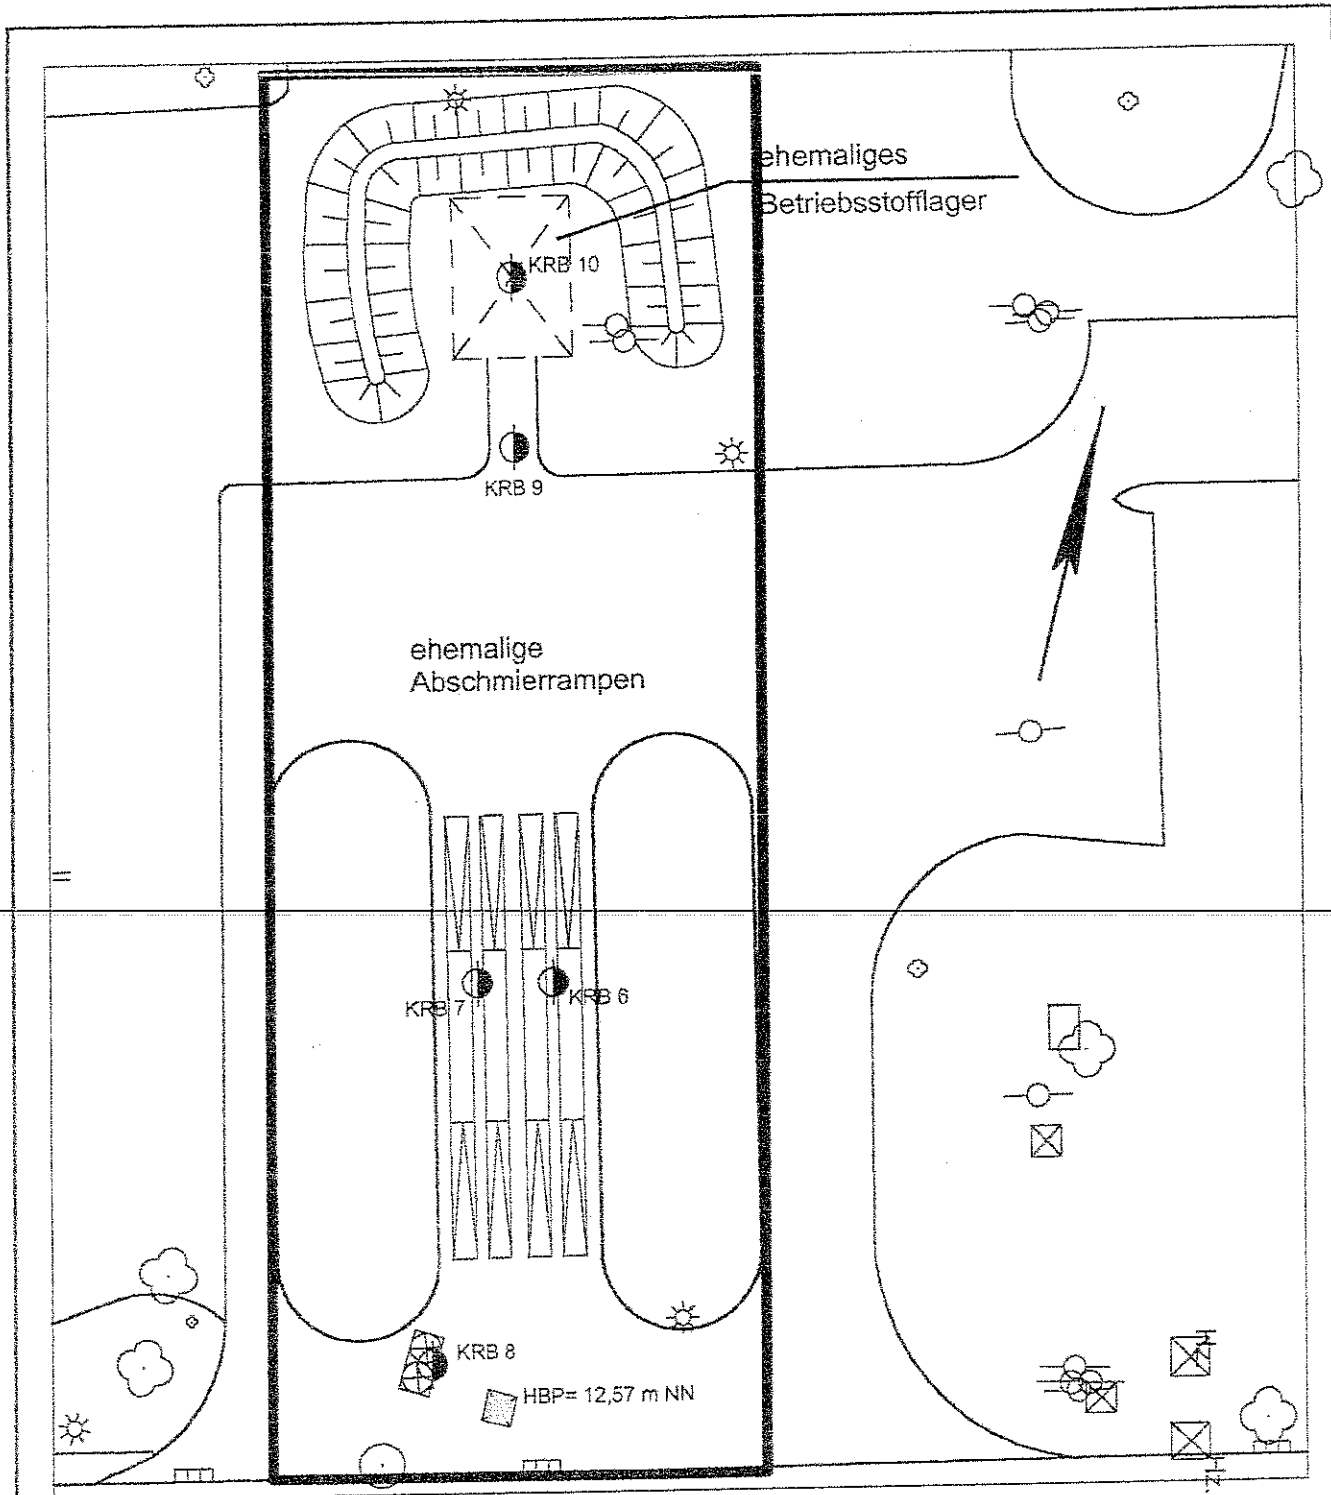 ehemaliges
Betriebsstofflager
KRB 10
KRB 9
ehemalige
Abschmierrampen
KRB 7
KRB 6
KRB 8
HBP= 12,57 m NN